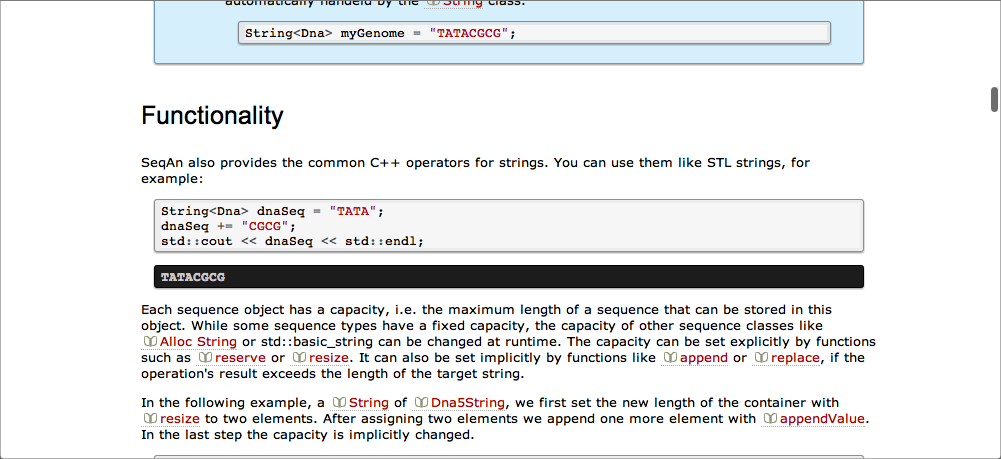 automatically handeld by the String class.
String<Dna> myGenome = "TATACGCG";
Functionality
SeqAn also provides the common C++ operators for strings. You can use them like STL strings, for
example:
String<Dna> dnaSeq = "TATA";
dnaSeq += "CGCG";
std::cout << dnaSeq << std::endl;
TATACGCG
Each sequence object has a capacity, i.e. the maximum length of a sequence that can be stored in this
object. While some sequence types have a fixed capacity, the capacity of other sequence classes like
Alloc String or std::basic_string can be changed at runtime. The capacity can be set explicitly by functions
such as reserve or resize. It can also be set implicitly by functions like append or replace, if the
operation's result exceeds the length of the target string.
In the following example, a String of Dna5String, we first set the new length of the container with
resize to two elements. After assigning two elements we append one more element with appendValue.
In the last step the capacity is implicitly changed.